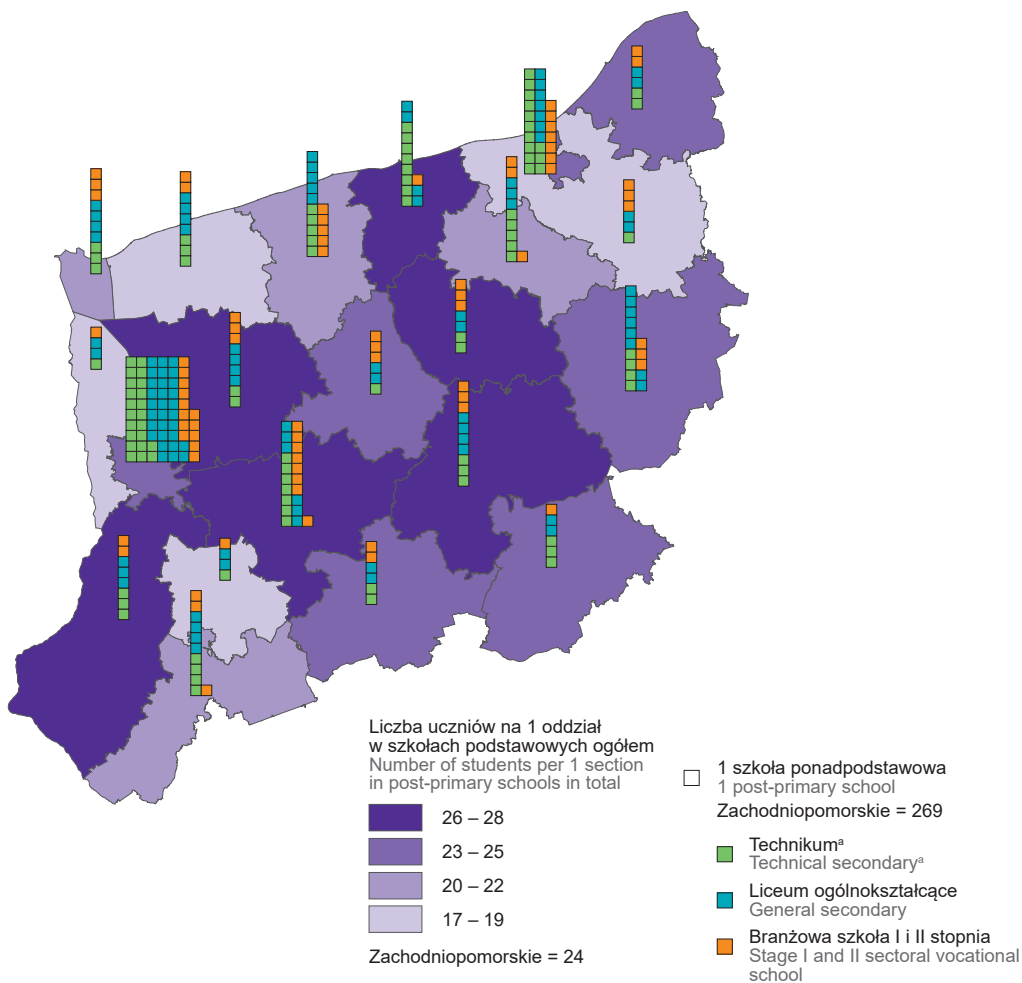 Liczba uczniów na 1 oddział
w szkołach podstawowych ogółem
Number of students per 1 section
in post-primary schools in total
26 – 28
23 – 25
20 – 22
17 – 19
Zachodniopomorskie = 24
1 szkoła ponadpodstawowa
1 post-primary school
Zachodniopomorskie = 269
Technikumᵃ
Technical secondaryᵃ
Liceum ogólnokształcące
General secondary
Branżowa szkoła I i II stopnia
Stage I and II sectoral vocational
school